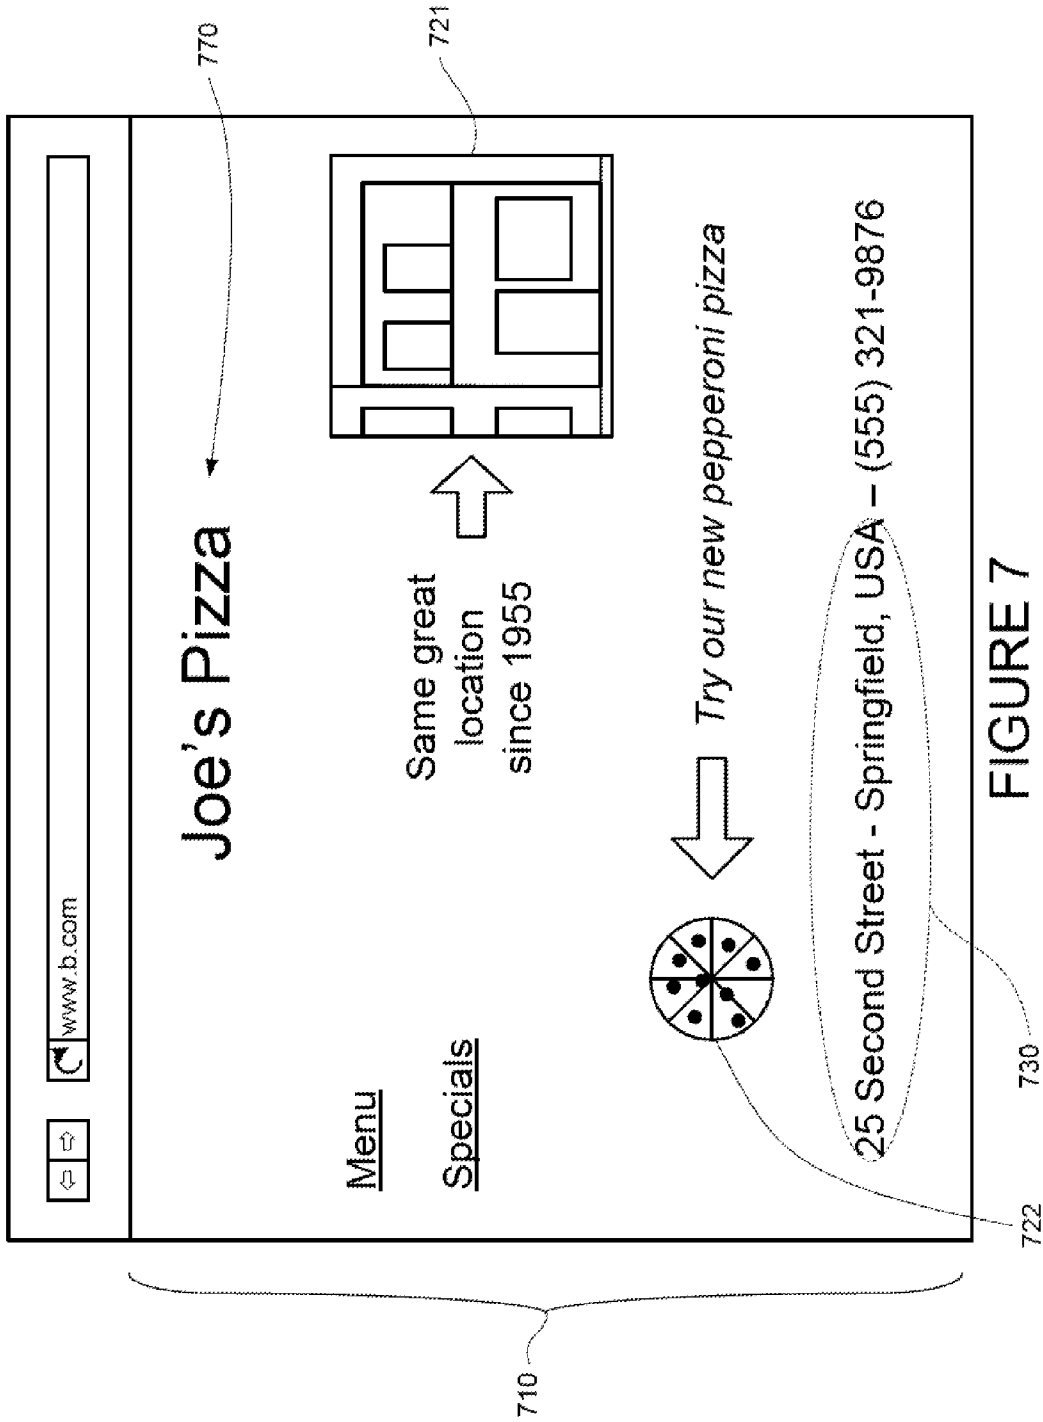 www.b.com
770
Joe's Pizza
721
Menu
Specials
Same great
location
since 1955
Try our new pepperoni pizza
25 Second Street - Springfield, USA – (555) 321-9876
710
722
730
FIGURE 7